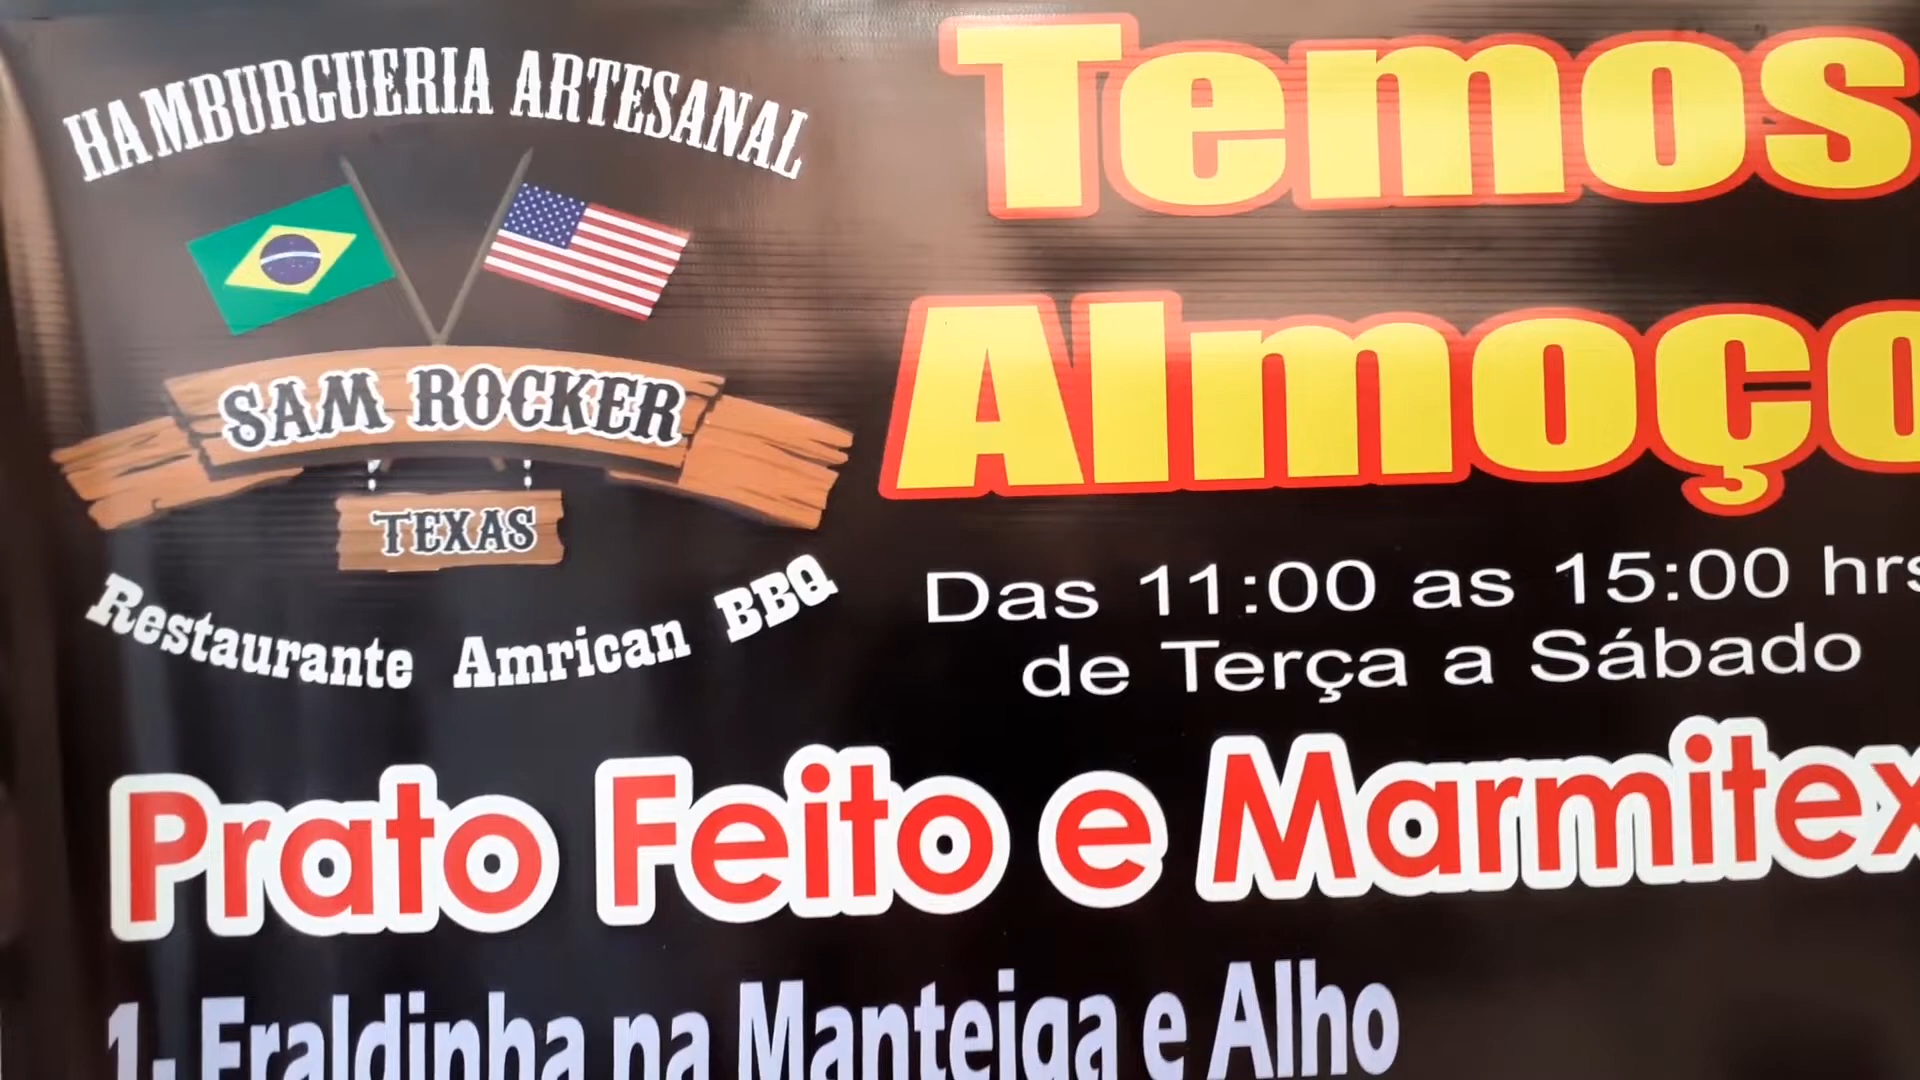 HAMBURGUERIA ARTESANAL
SAM ROCKER
TEXAS
Restaurante Amrican BBQ
Temos
Almoço
Das 11:00 as 15:00 hrs
de Terça a Sábado
Prato Feito e Marmitex
1- Fraldinha na Manteiga e Alho